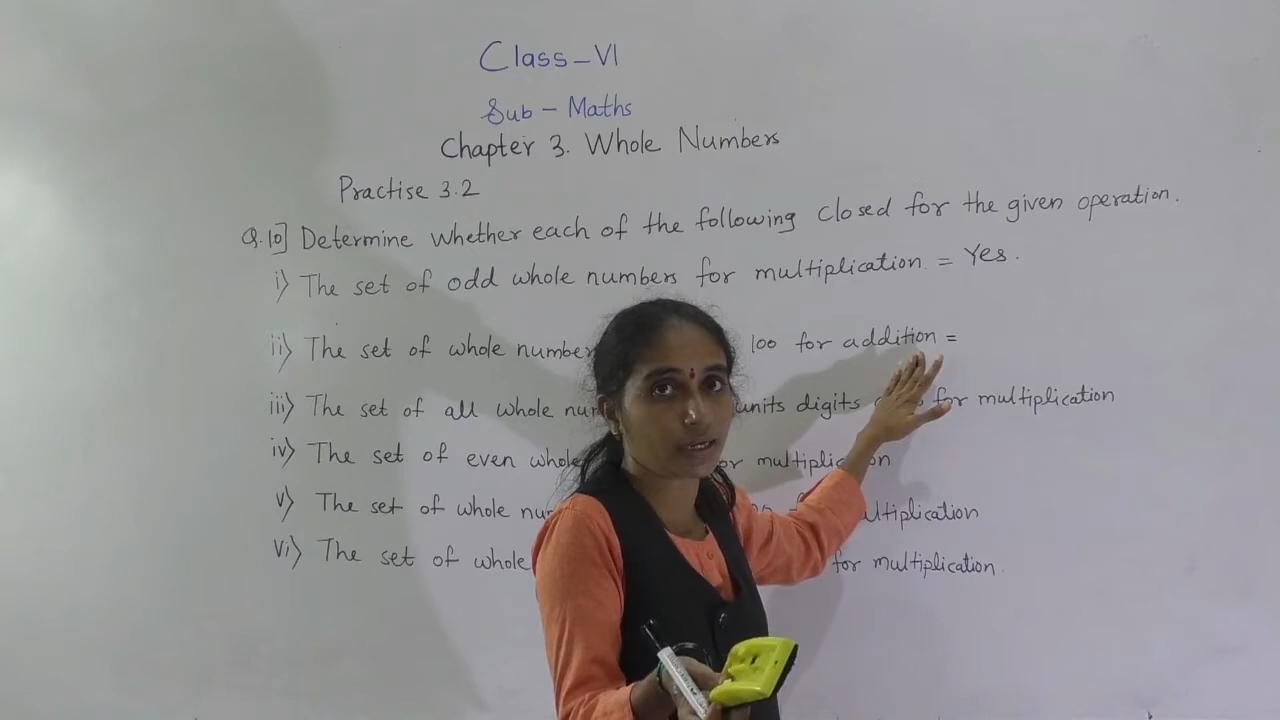 Class-VI
Sub - Maths
Chapter 3. Whole Numbers
Practise 3.2
Q.10] Determine whether each of the following closed for the given operation.
i) The set of odd whole numbers for multiplication = Yes.
ii) The set of whole number 100 for addition =
iii) The set of all whole units digits for multiplication
iv) The set of even whole multiplication
v) The set of whole
vi) The set of whole for multiplication.